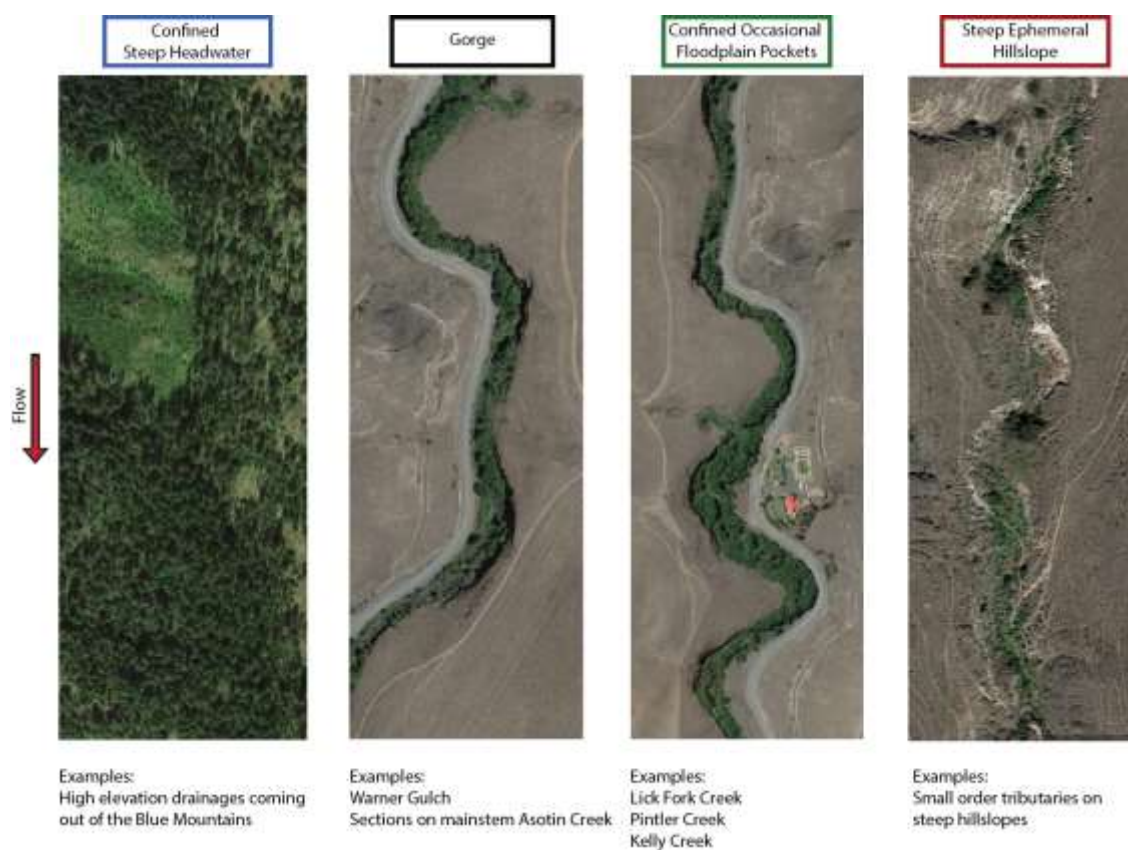 Confined
Steep Headwater
Gorge
Confined Occasional
Floodplain Pockets
Steep Ephemeral
Hillslope
Flow
Examples:
High elevation drainages coming
out of the Blue Mountains
Examples:
Warner Gulch
Sections on mainstem Asotin Creek
Examples:
Lick Fork Creek
Pintler Creek
Kelly Creek
Examples:
Small order tributaries on
steep hillslopes